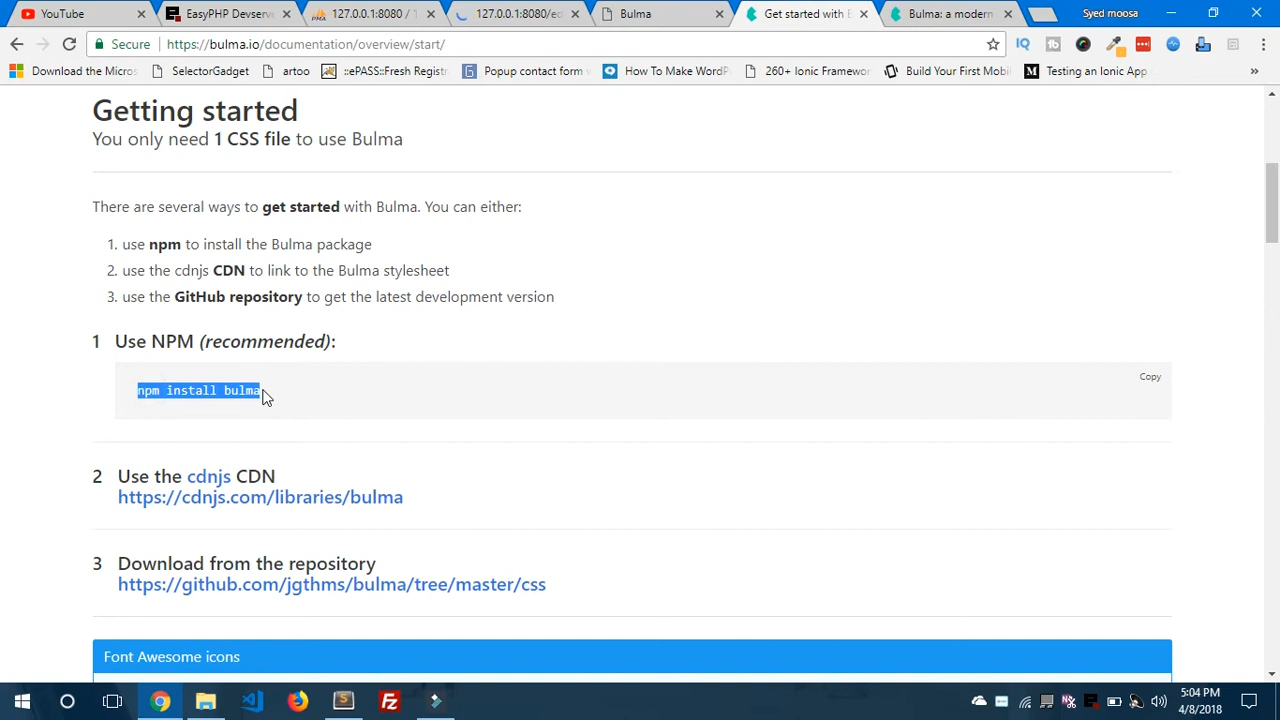 YouTube
EasyPHP Devserve
127.0.0.1:8080 / 1
127.0.0.1:8080/ed
Bulma
Get started with B
Bulma: a modern
Syed moosa
Secure
https://bulma.io/documentation/overview/start/
Download the Micros
SelectorGadget
artoo
::ePASS::Fresh Registr
Popup contact form
How To Make WordP
260+ Ionic Framewor
Build Your First Mobi
Testing an Ionic App
Getting started
You only need 1 CSS file to use Bulma
There are several ways to get started with Bulma. You can either:
1. use npm to install the Bulma package
2. use the cdnjs CDN to link to the Bulma stylesheet
3. use the GitHub repository to get the latest development version
1 Use NPM (recommended):
npm install bulma
Copy
2 Use the cdnjs CDN
https://cdnjs.com/libraries/bulma
3 Download from the repository
https://github.com/jgthms/bulma/tree/master/css
Font Awesome icons
5:04 PM
4/8/2018